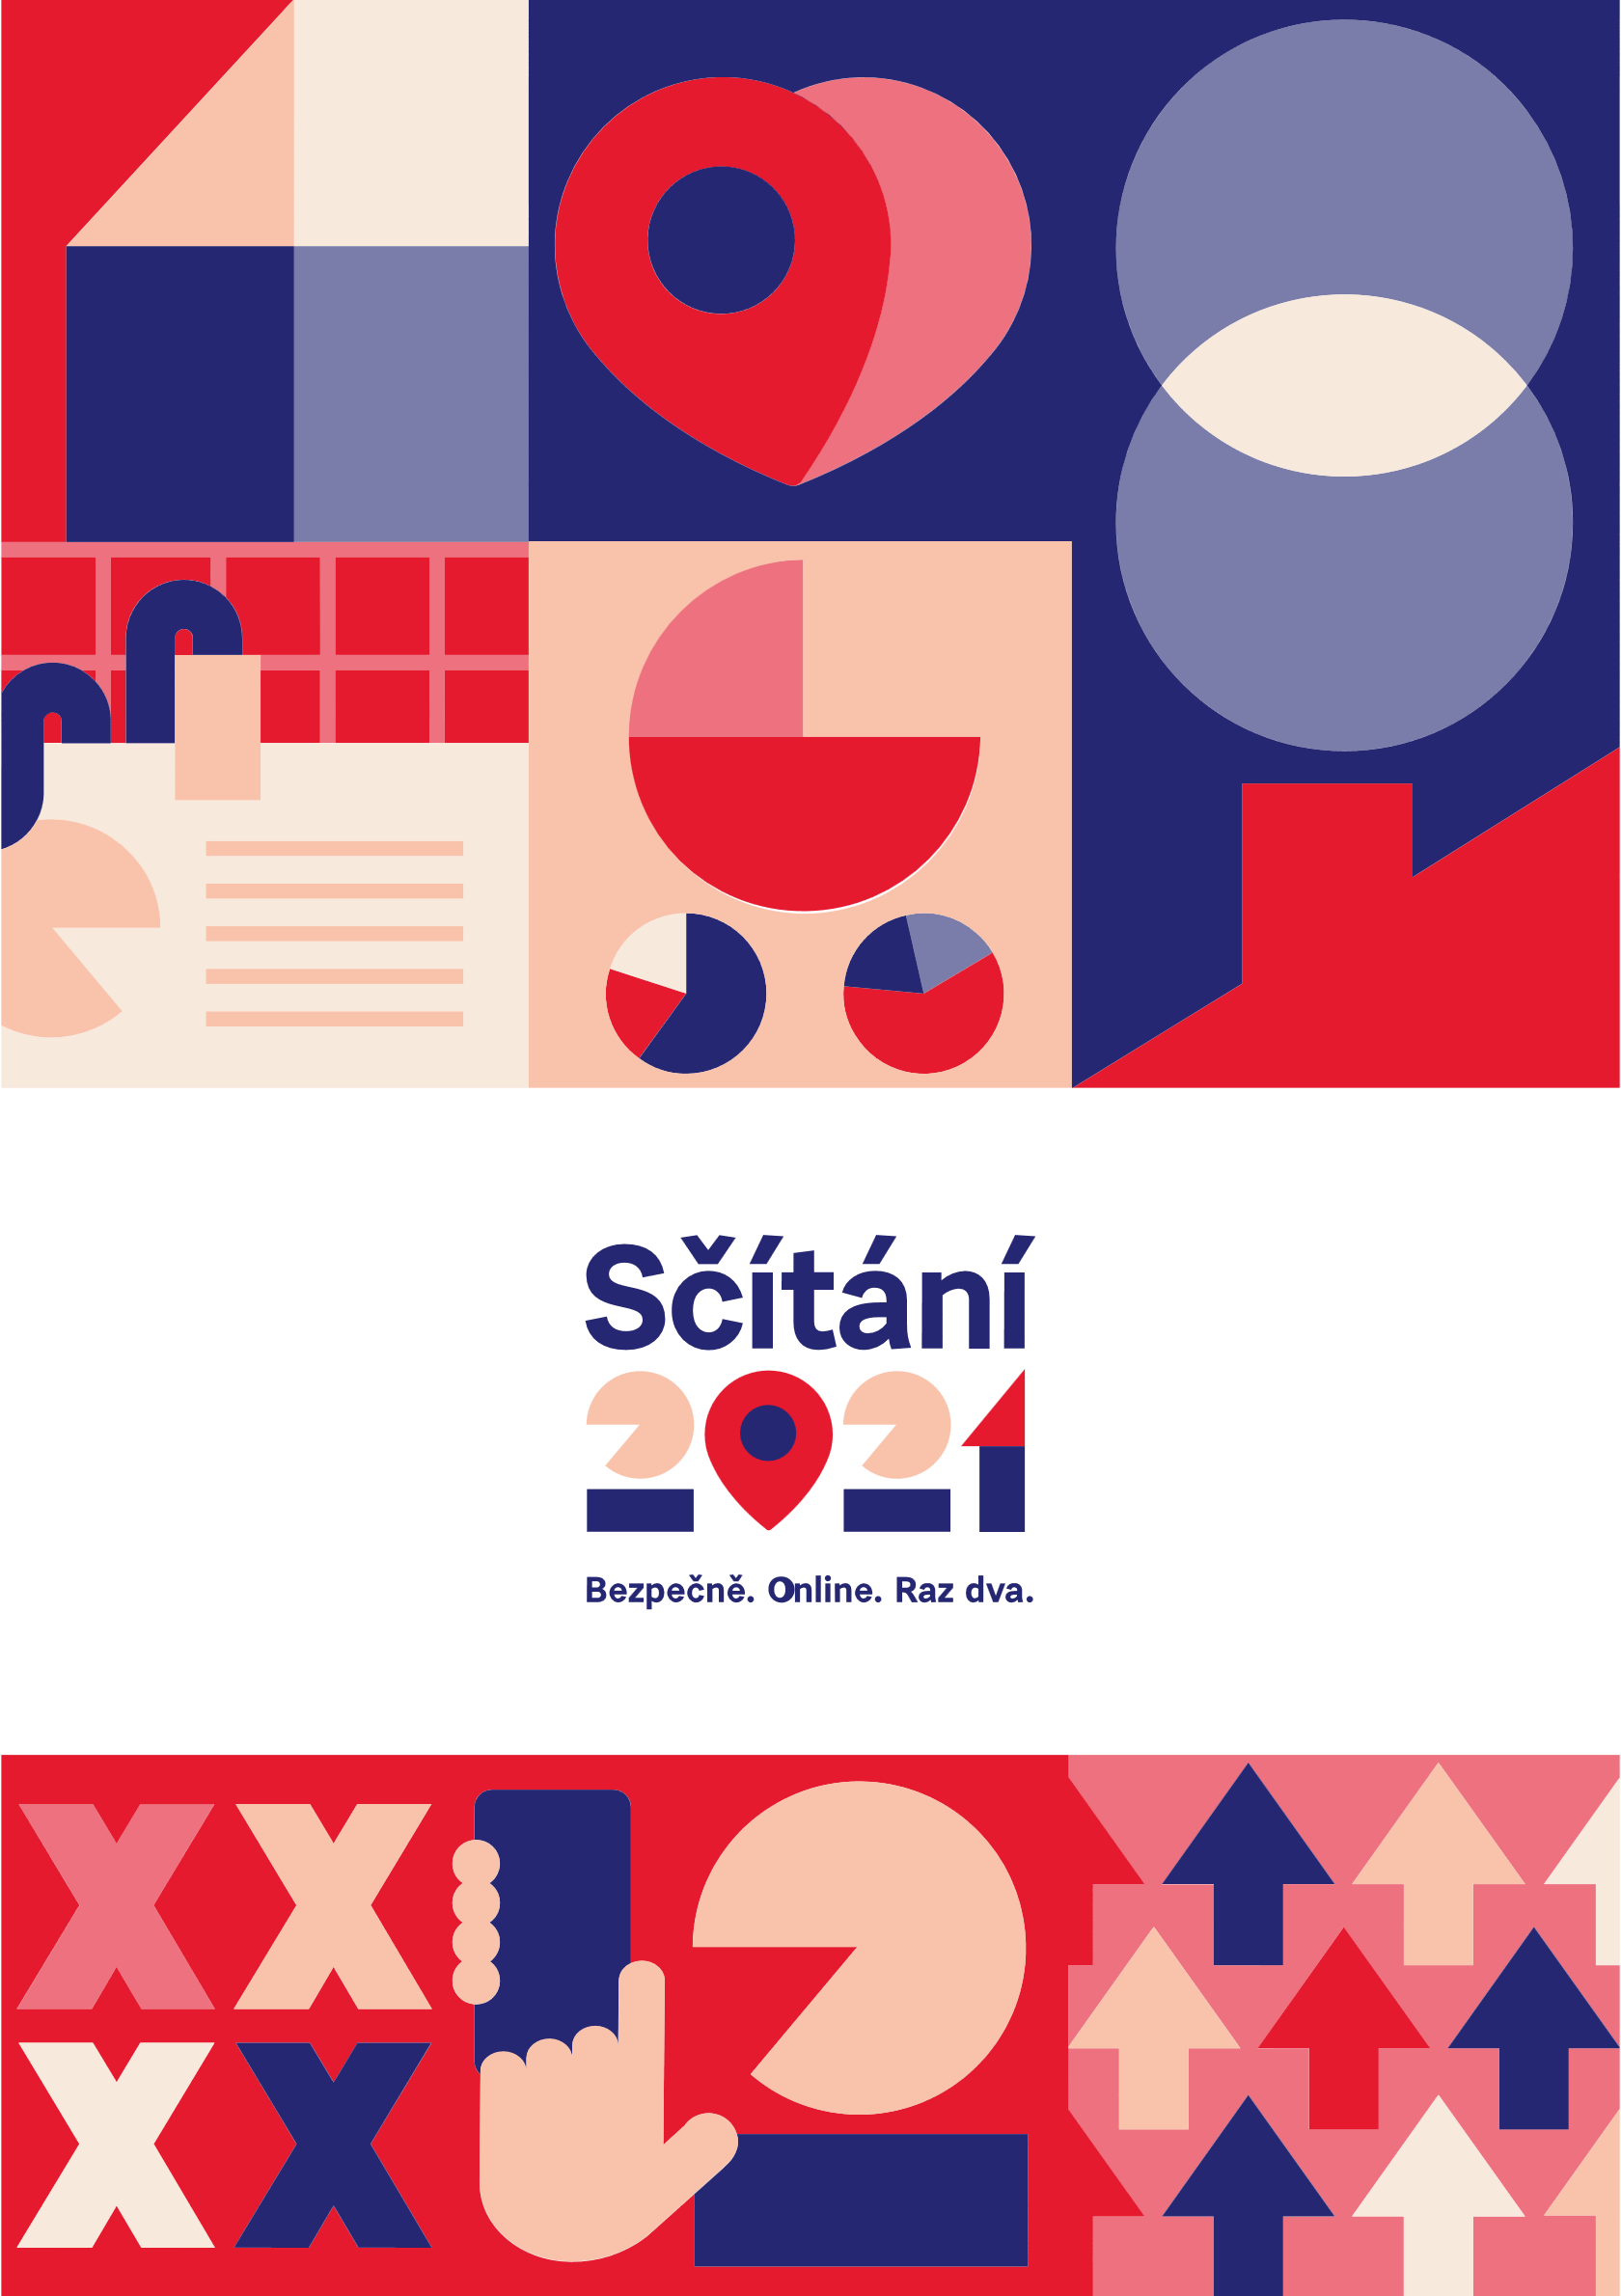 Sčítání
2021
Bezpečně. Online. Raz dva.